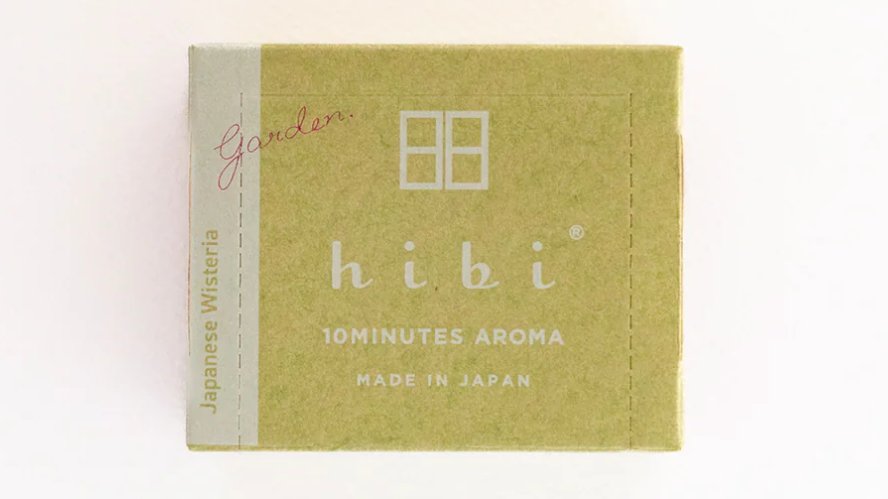 garden.
hibi®
10MINUTES AROMA
MADE IN JAPAN
Japanese Wisteria